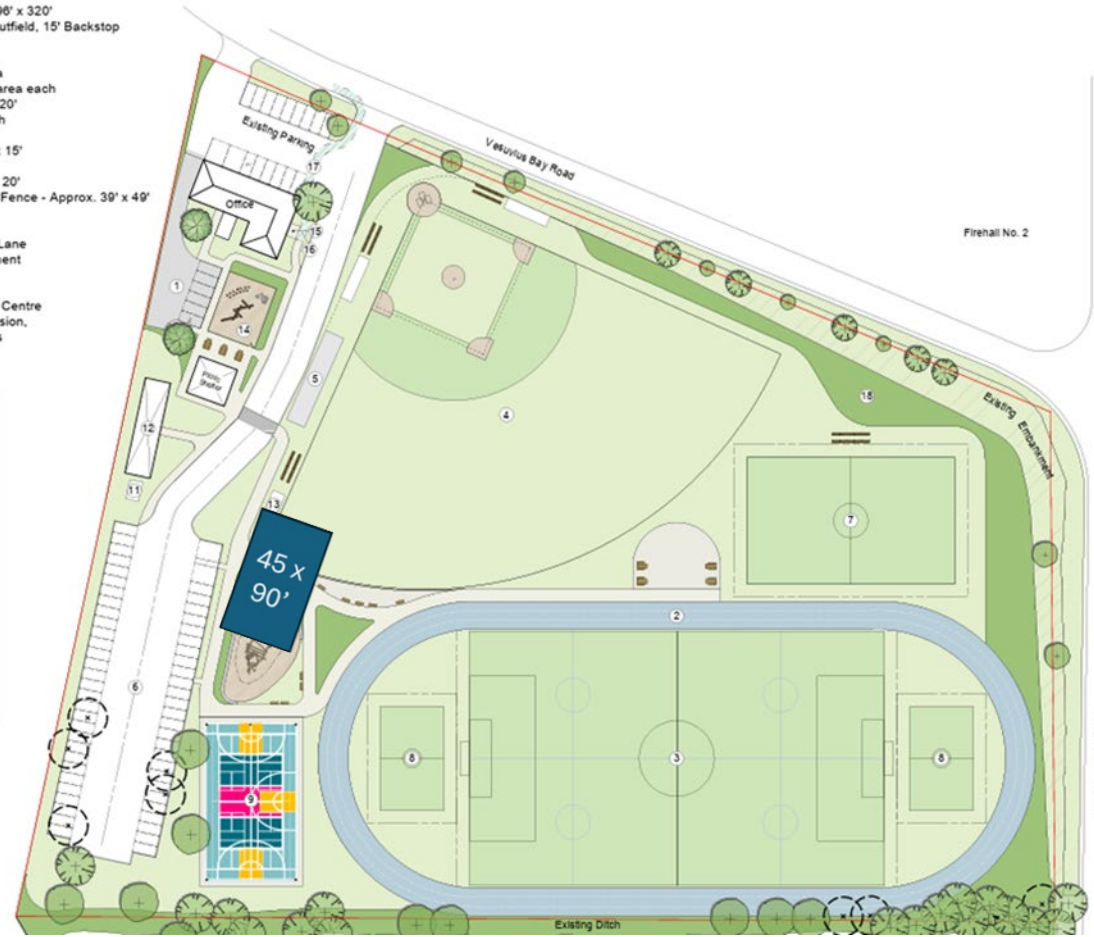 96' x 320'
utfield, 15' Backstop
a
area each
20'
h
15'
20'
Fence - Approx. 39' x 49'
Lane
ment
Centre
sion,
s
Existing Parking
Vesuvius Bay Road
17
Office
Firehall No. 2
15
16
1
14
Picnic
Shelter
5
18
Existing Embankment
4
12
11
13
7
45 x
90'
2
6
8
3
8
9
Existing Ditch